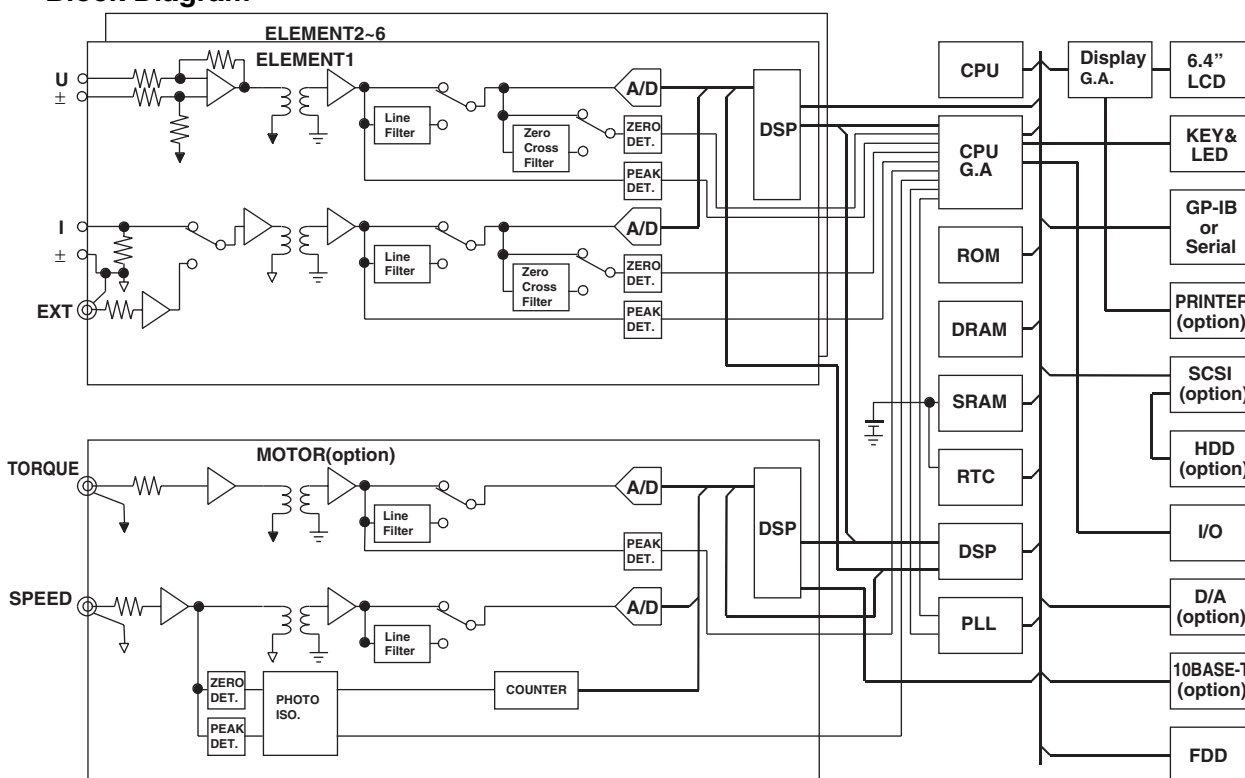 Block Diagram
ELEMENT2~6
ELEMENT1
U
±
Line
Filter
Zero
Cross
Filter
A/D
ZERO
DET.
PEAK
DET.
DSP
I
±
EXT
Line
Filter
Zero
Cross
Filter
A/D
ZERO
DET.
PEAK
DET.
MOTOR(option)
TORQUE
Line
Filter
A/D
PEAK
DET.
DSP
SPEED
Line
Filter
A/D
ZERO
DET.
PEAK
DET.
PHOTO
ISO.
COUNTER
CPU
CPU
G.A
ROM
DRAM
SRAM
RTC
DSP
PLL
Display
G.A.
6.4”
LCD
KEY&
LED
GP-IB
or
Serial
PRINTER
(option)
SCSI
(option)
HDD
(option)
I/O
D/A
(option)
10BASE-T
(option)
FDD